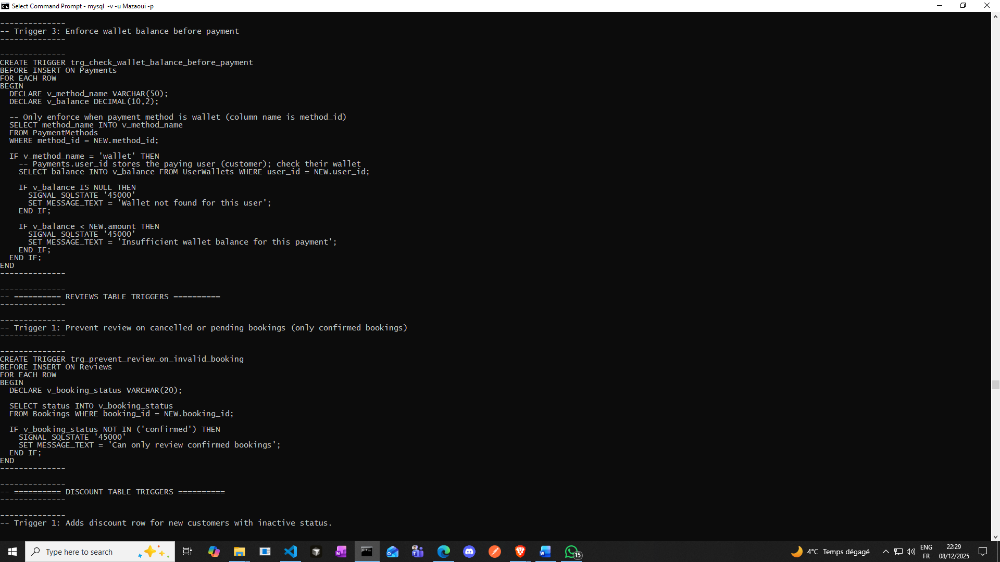 Select Command Prompt - mysql  -v -u Mazaoui -p
--------------
-- Trigger 3: Enforce wallet balance before payment
--------------
--------------
CREATE TRIGGER trg_check_wallet_balance_before_payment
BEFORE INSERT ON Payments
FOR EACH ROW
BEGIN
  DECLARE v_method_name VARCHAR(50);
  DECLARE v_balance DECIMAL(10,2);
  -- Only enforce when payment method is wallet (column name is method_id)
  SELECT method_name INTO v_method_name
  FROM PaymentMethods
  WHERE method_id = NEW.method_id;
  IF v_method_name = 'wallet' THEN
    -- Payments.user_id stores the paying user (customer); check their wallet
    SELECT balance INTO v_balance FROM UserWallets WHERE user_id = NEW.user_id;
    IF v_balance IS NULL THEN
      SIGNAL SQLSTATE '45000'
      SET MESSAGE_TEXT = 'Wallet not found for this user';
    END IF;
    IF v_balance < NEW.amount THEN
      SIGNAL SQLSTATE '45000'
      SET MESSAGE_TEXT = 'Insufficient wallet balance for this payment';
    END IF;
  END IF;
END
--------------
--------------
-- ========== REVIEWS TABLE TRIGGERS ==========
--------------
--------------
-- Trigger 1: Prevent review on cancelled or pending bookings (only confirmed bookings)
--------------
--------------
CREATE TRIGGER trg_prevent_review_on_invalid_booking
BEFORE INSERT ON Reviews
FOR EACH ROW
BEGIN
  DECLARE v_booking_status VARCHAR(20);
  SELECT status INTO v_booking_status
  FROM Bookings WHERE booking_id = NEW.booking_id;
  IF v_booking_status NOT IN ('confirmed') THEN
    SIGNAL SQLSTATE '45000'
    SET MESSAGE_TEXT = 'Can only review confirmed bookings';
  END IF;
END
--------------
--------------
-- ========== DISCOUNT TABLE TRIGGERS ==========
--------------
--------------
-- Trigger 1: Adds discount row for new customers with inactive status.
Type here to search
15
4°C  Temps dégagé
ENG
FR
22:29
08/12/2025